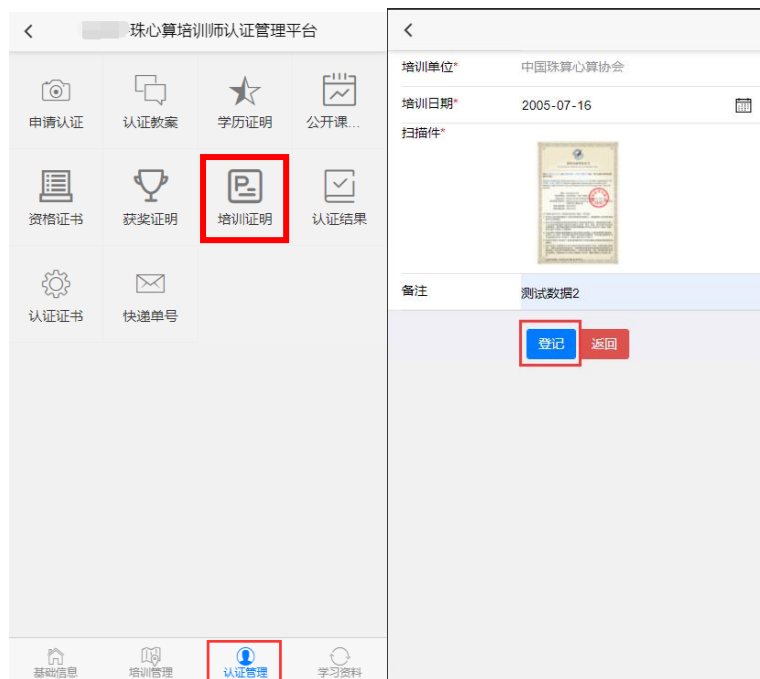 珠心算培训师认证管理平台
申请认证
认证教案
学历证明
公开课...
资格证书
获奖证明
培训证明
认证结果
认证证书
快递单号
基础信息
培训管理
认证管理
学习资料
培训单位*
中国珠算心算协会
培训日期*
2005-07-16
扫描件*
备注
测试数据2
登记
返回